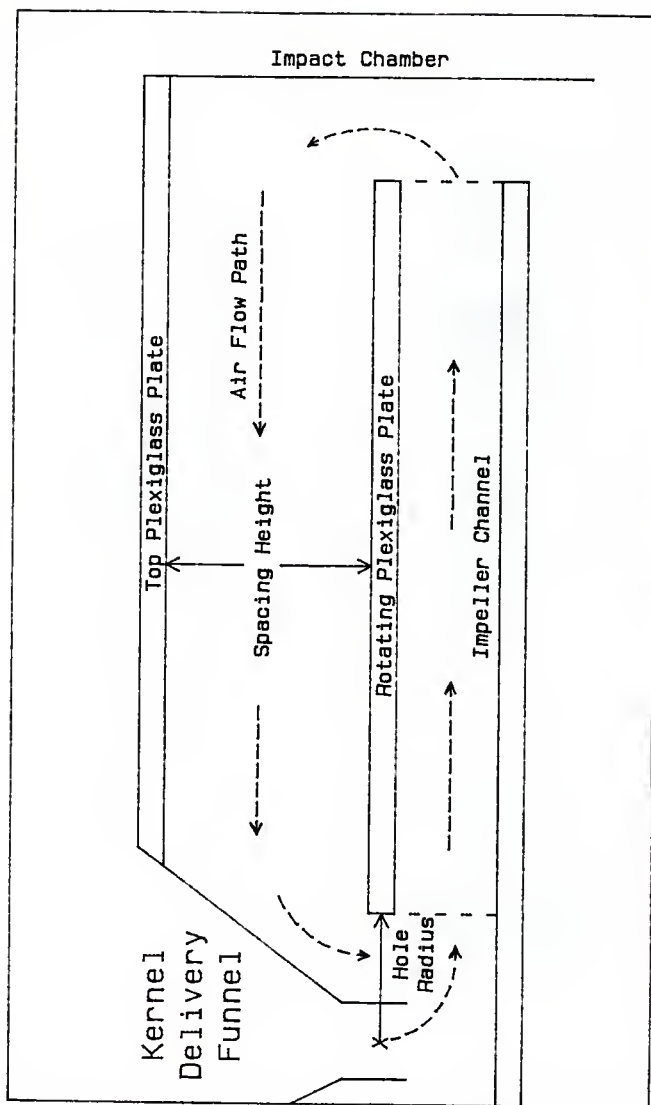 Impact Chamber
Top Plexiglass Plate
Air Flow Path
Spacing Height
Rotating Plexiglass Plate
Impeller Channel
Hole
Radius
Kernel
Delivery
Funnel